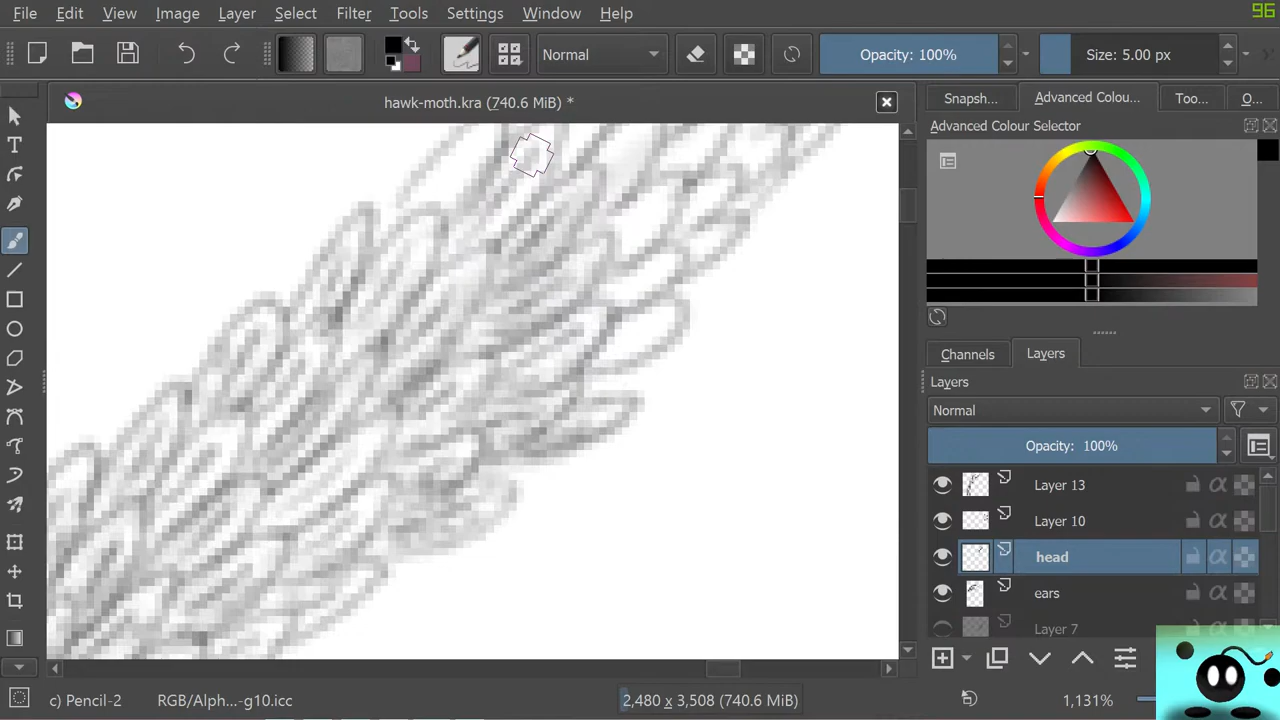 File Edit View Image Layer Select Filter Tools Settings Window Help
96
Normal
Opacity: 100%
Size: 5.00 px
hawk-moth.kra (740.6 MiB) *
Snapsh... Advanced Colou... Too... O...
Advanced Colour Selector
Channels Layers
Layers
Normal
Opacity: 100%
Layer 13
Layer 10
head
ears
Layer 7
c) Pencil-2 RGB/Alph...-g10.icc 2,480 x 3,508 (740.6 MiB) 1,131%